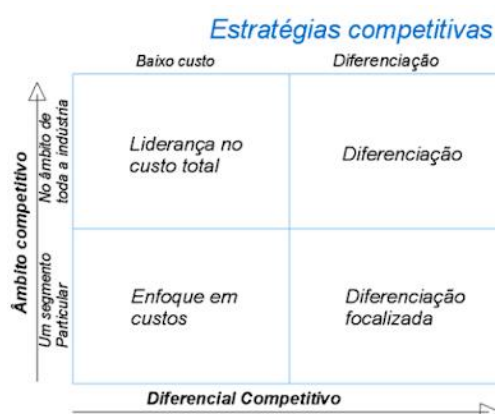 Estratégias competitivas
Baixo custo
Diferenciação
Âmbito competitivo
No âmbito de
toda a indústria
Liderança no
custo total
Diferenciação
Um segmento
Particular
Enfoque em
custos
Diferenciação
focalizada
Diferencial Competitivo